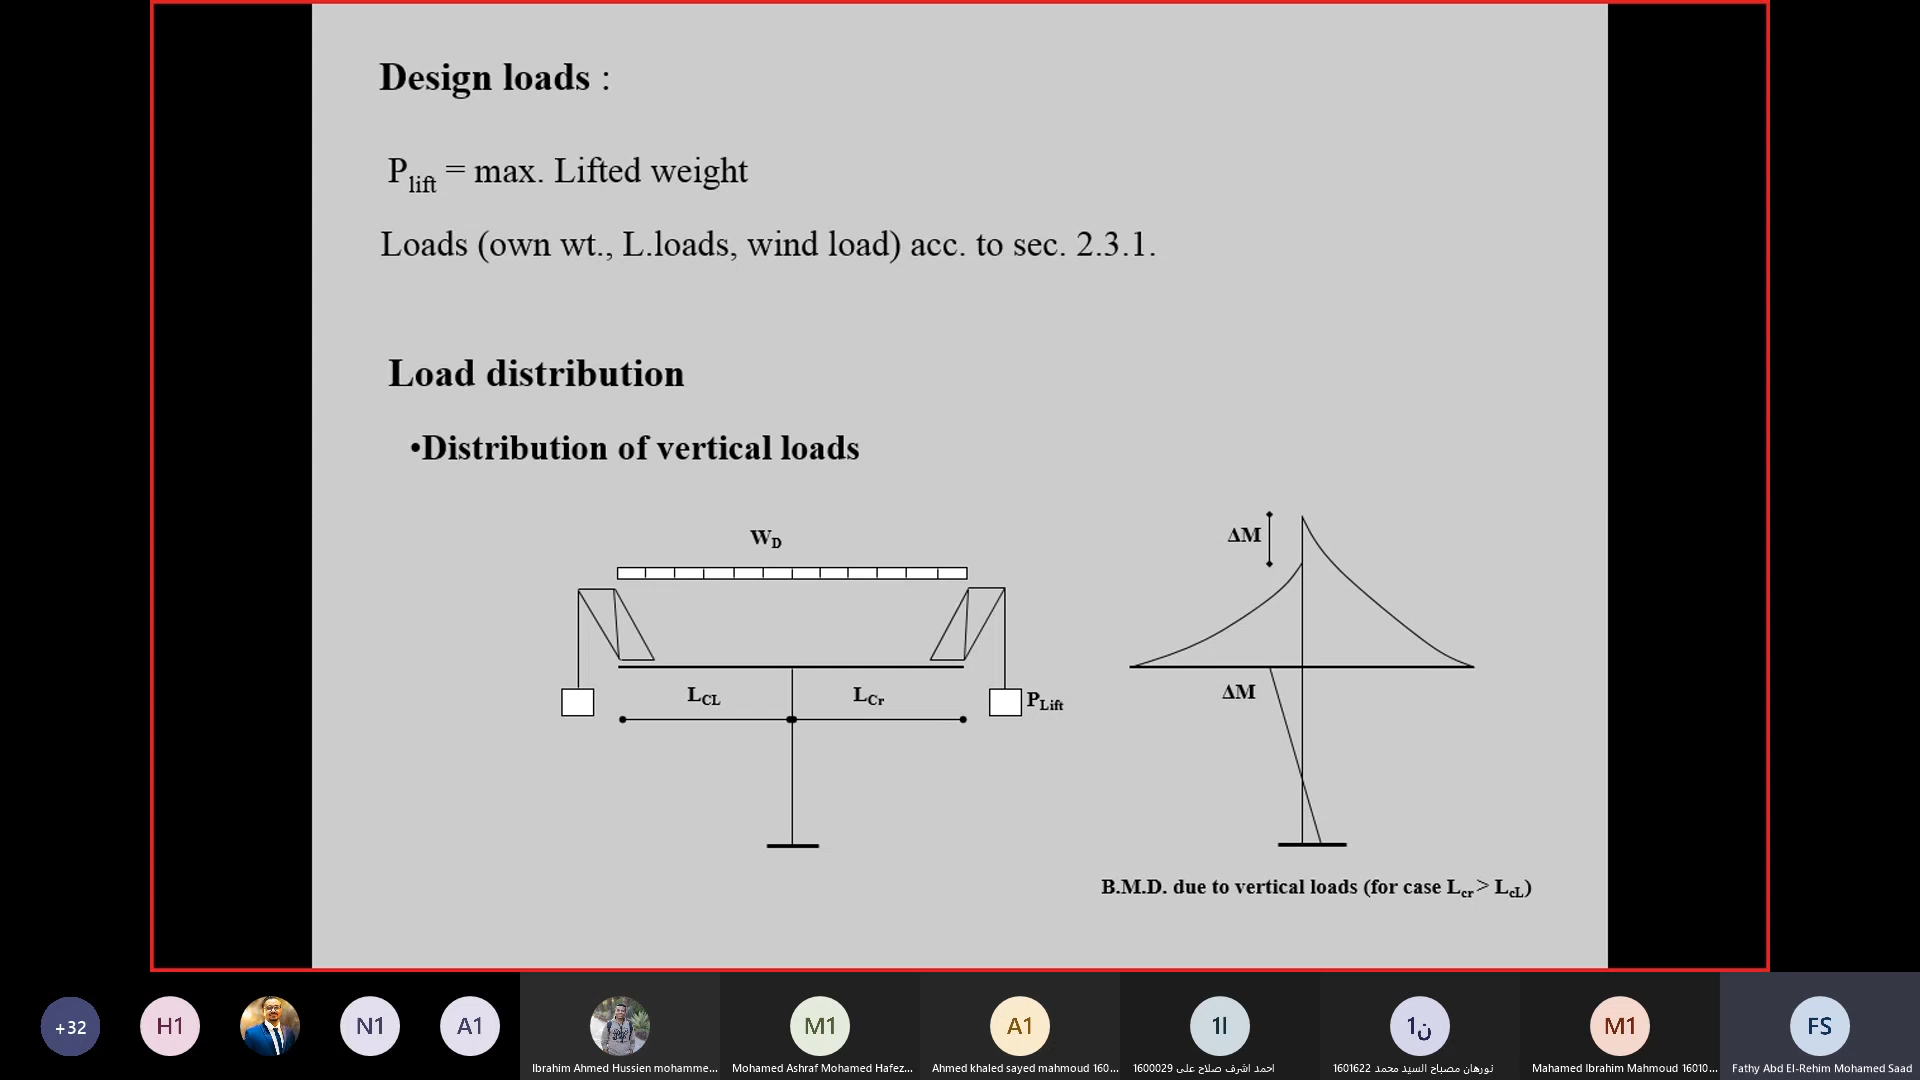 Design loads :
Plift = max. Lifted weight
Loads (own wt., L.loads, wind load) acc. to sec. 2.3.1.
Load distribution
•Distribution of vertical loads
WD
LCL
LCr
PLift
ΔM
ΔM
B.M.D. due to vertical loads (for case Lcr > LcL)
+32
H1
N1
A1
M1
A1
1ا
ن1
M1
FS
Ibrahim Ahmed Hussien mohamme...
Mohamed Ashraf Mohamed Hafez...
Ahmed khaled sayed mahmoud 160...
احمد اشرف صلاح على 1600029
نورهان مصباح السيد محمد 1601622
Mahamed Ibrahim Mahmoud 16010...
Fathy Abd El-Rehim Mohamed Saad